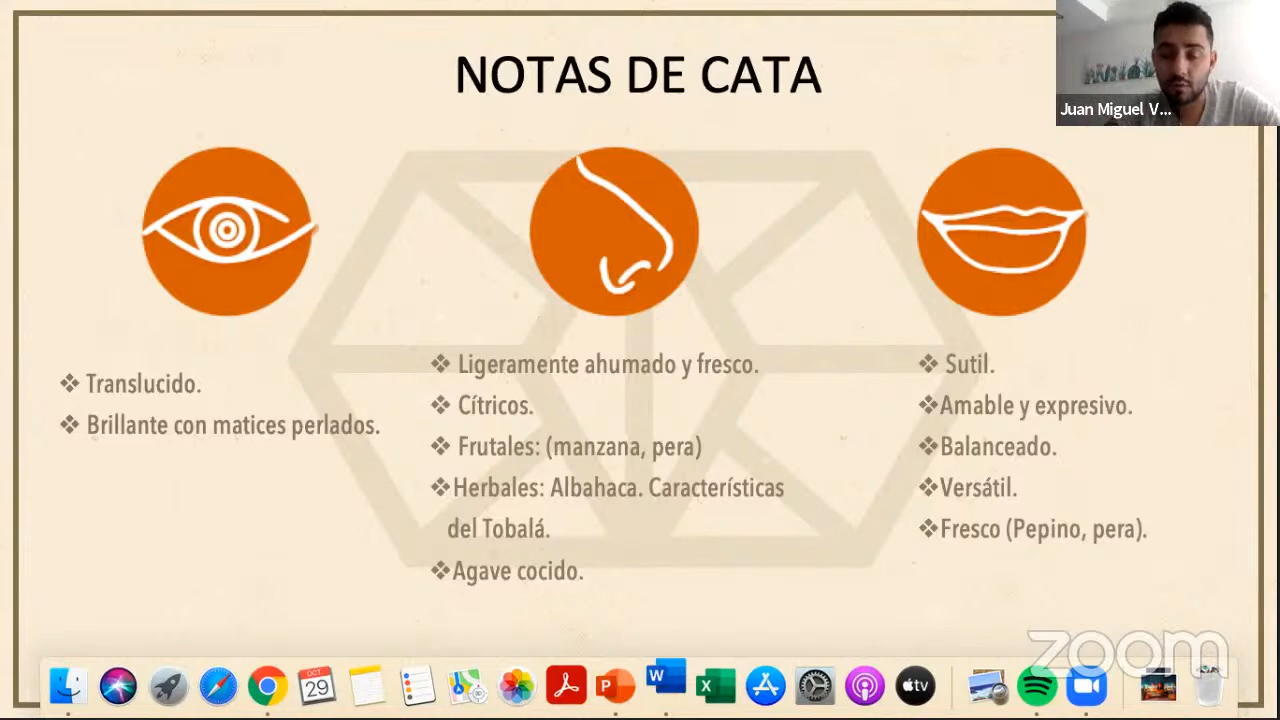 NOTAS DE CATA
Juan Miguel V...
❖ Translucido.
❖ Brillante con matices perlados.
❖ Ligeramente ahumado y fresco.
❖ Cítricos.
❖ Frutales: (manzana, pera)
❖Herbales: Albahaca. Características
del Tobalá.
❖Agave cocido.
❖ Sutil.
❖Amable y expresivo.
❖Balanceado.
❖Versátil.
❖Fresco (Pepino, pera).
zoom
OCT
29
P
W
X
tv